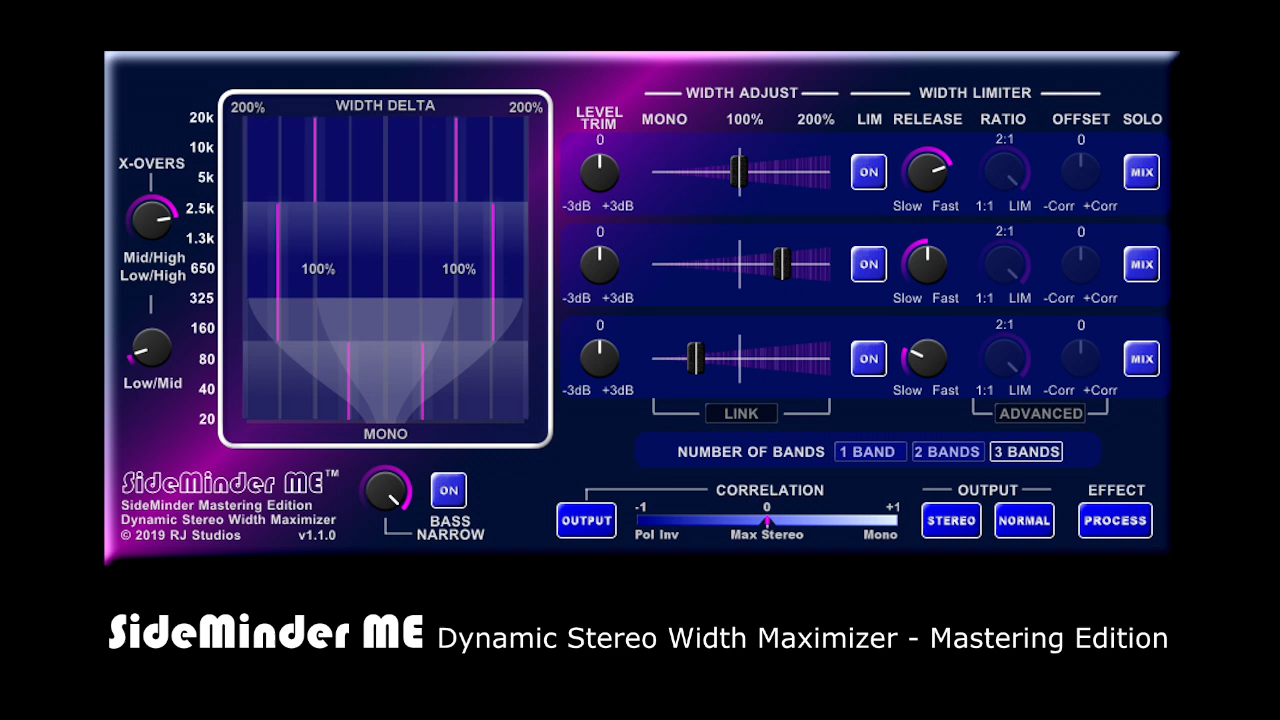 WIDTH DELTA
200%
200%
20k
10k
5k
2.5k
1.3k
650
325
160
80
40
20
100%
100%
MONO
X-OVERS
Mid/High
Low/High
Low/Mid
WIDTH ADJUST
WIDTH LIMITER
LEVEL
TRIM
MONO 100% 200% LIM RELEASE RATIO OFFSET SOLO
0 2:1 0
ON MIX
-3dB +3dB Slow Fast 1:1 LIM -Corr +Corr
0 2:1 0
ON MIX
-3dB +3dB Slow Fast 1:1 LIM -Corr +Corr
0 2:1 0
ON MIX
-3dB +3dB Slow Fast 1:1 LIM -Corr +Corr
LINK ADVANCED
NUMBER OF BANDS 1 BAND 2 BANDS 3 BANDS
SideMinder ME™
SideMinder Mastering Edition
Dynamic Stereo Width Maximizer
© 2019 RJ Studios v1.1.0
ON
BASS
NARROW
CORRELATION
OUTPUT
-1 0 +1
Pol Inv Max Stereo Mono
OUTPUT
STEREO NORMAL
EFFECT
PROCESS
SideMinder ME Dynamic Stereo Width Maximizer - Mastering Edition